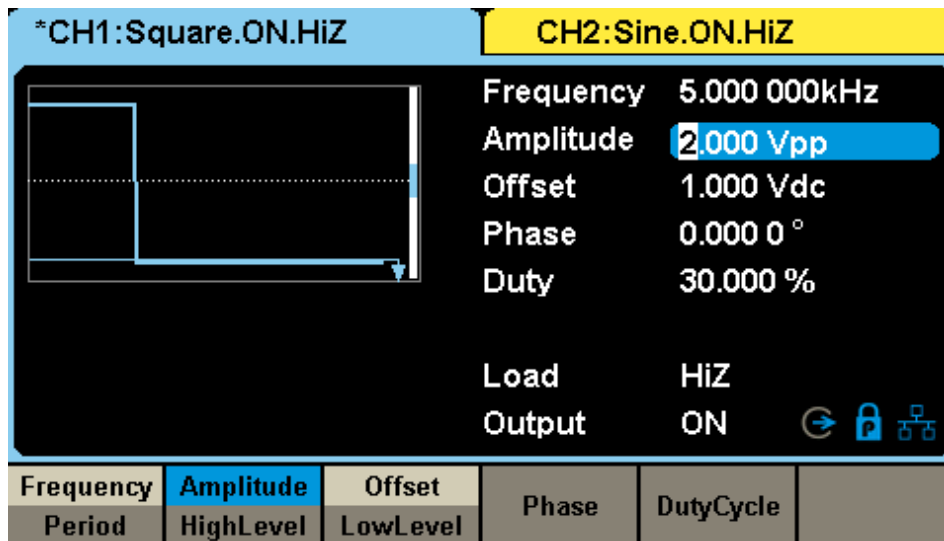 *CH1:Square.ON.HiZ
CH2:Sine.ON.HiZ
Frequency 5.000 000kHz
Amplitude 2.000 Vpp
Offset 1.000 Vdc
Phase 0.000 0 °
Duty 30.000 %
Load HiZ
Output ON
P
Frequency Amplitude Offset Phase DutyCycle
Period HighLevel LowLevel